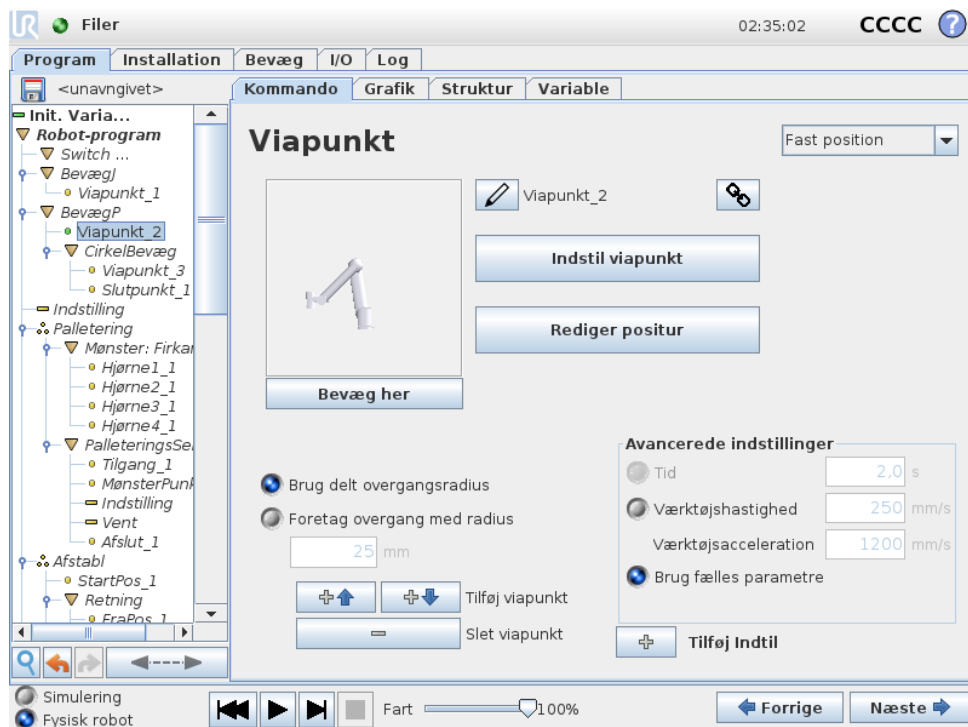 UR Filer 02:35:02 CCCC ?
Program Installation Bevæg I/O Log
<unavngivet> Kommando Grafik Struktur Variable
Init. Varia...
Robot-program
Switch ...
BevægJ
Viapunkt_1
BevægP
Viapunkt_2
CirkelBevæg
Viapunkt_3
Slutpunkt_1
Indstilling
Palletering
Mønster: Firkan
Hjørne1_1
Hjørne2_1
Hjørne3_1
Hjørne4_1
PalleteringsSe
Tilgang_1
MønsterPunk
Indstilling
Vent
Afslut_1
Afstabl
StartPos_1
Retning
FraPos_1
Viapunkt Fast position
Viapunkt_2
Indstil viapunkt
Rediger positur
Bevæg her
Brug delt overgangsradius
Foretag overgang med radius
25 mm
Tilføj viapunkt
Slet viapunkt
Avancerede indstillinger
Tid 2,0 s
Værktøjshastighed 250 mm/s
Værktøjsacceleration 1200 mm/s
Brug fælles parametre
Tilføj Indtil
Simulering
Fysisk robot
Fart 100%
Forrige Næste